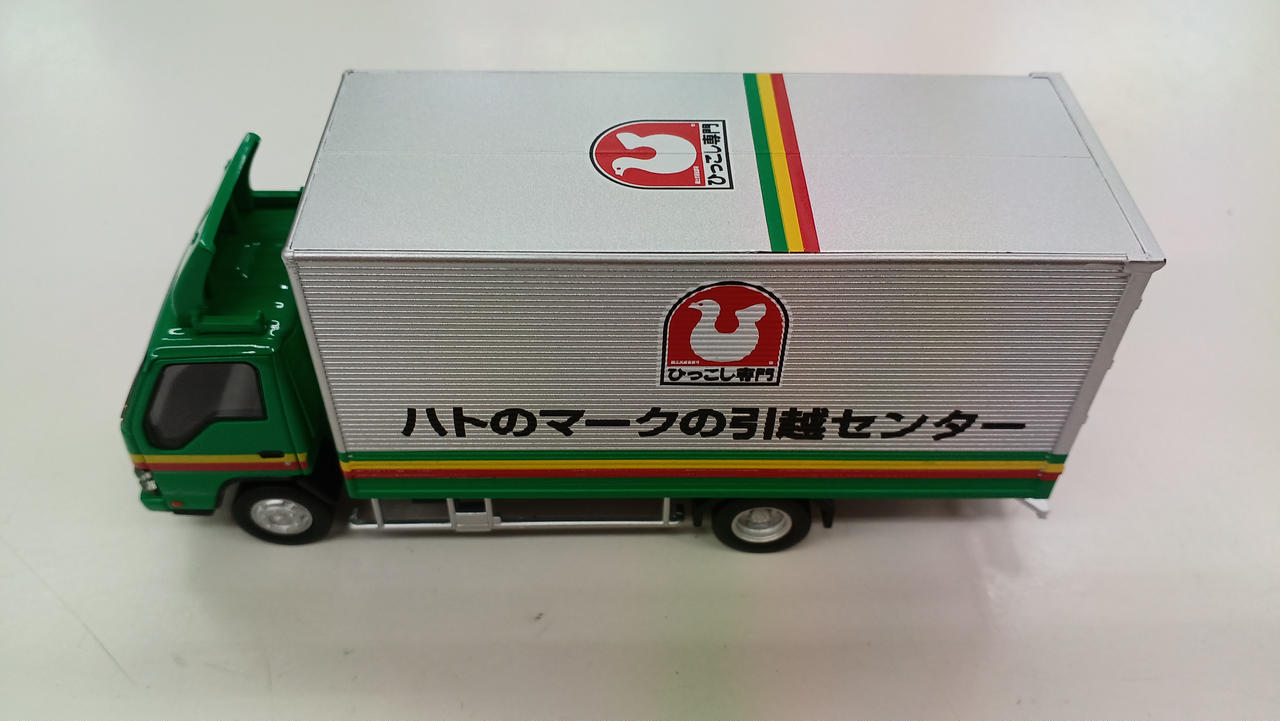 ひっこし専門
ひっこし専門
ハトのマークの引越センター